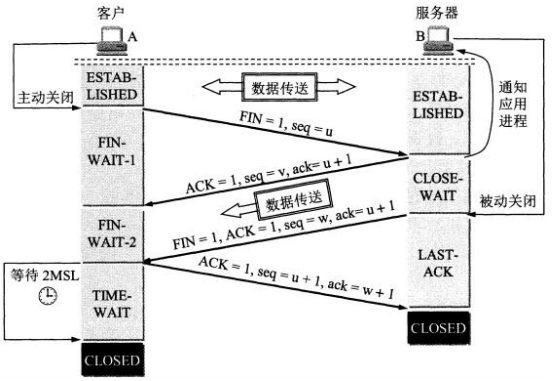 客户
服务器
A
B
ESTAB-
LISHED
数据传送
ESTAB-
LISHED
通知
应用
进程
主动关闭
FIN = 1, seq = u
FIN-
WAIT-1
ACK = 1, seq = v, ack= u + 1
CLOSE-
WAIT
数据传送
被动关闭
FIN-
WAIT-2
FIN = 1, ACK = 1, seq = w, ack= u + 1
LAST-
ACK
等待 2MSL
ACK = 1, seq = u + 1, ack = w + 1
TIME-
WAIT
CLOSED
CLOSED